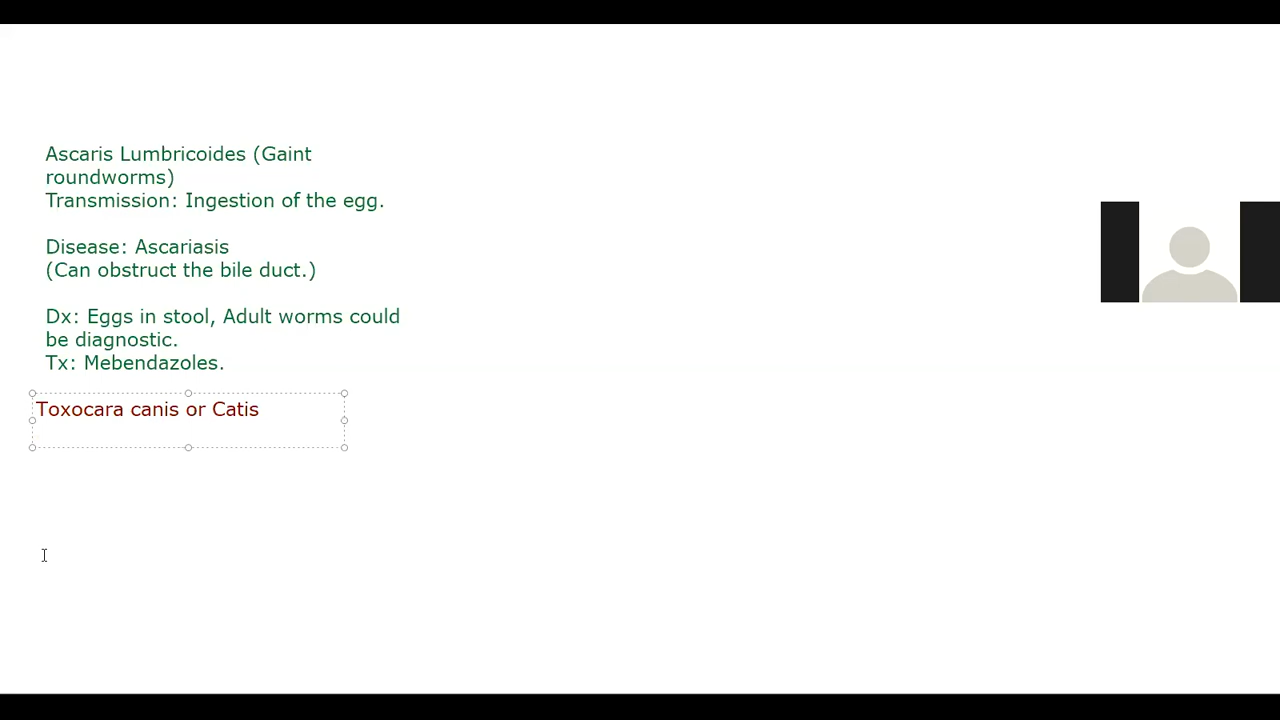 Ascaris Lumbricoides (Gaint
roundworms)
Transmission: Ingestion of the egg.
Disease: Ascariasis
(Can obstruct the bile duct.)
Dx: Eggs in stool, Adult worms could
be diagnostic.
Tx: Mebendazoles.
Toxocara canis or Catis